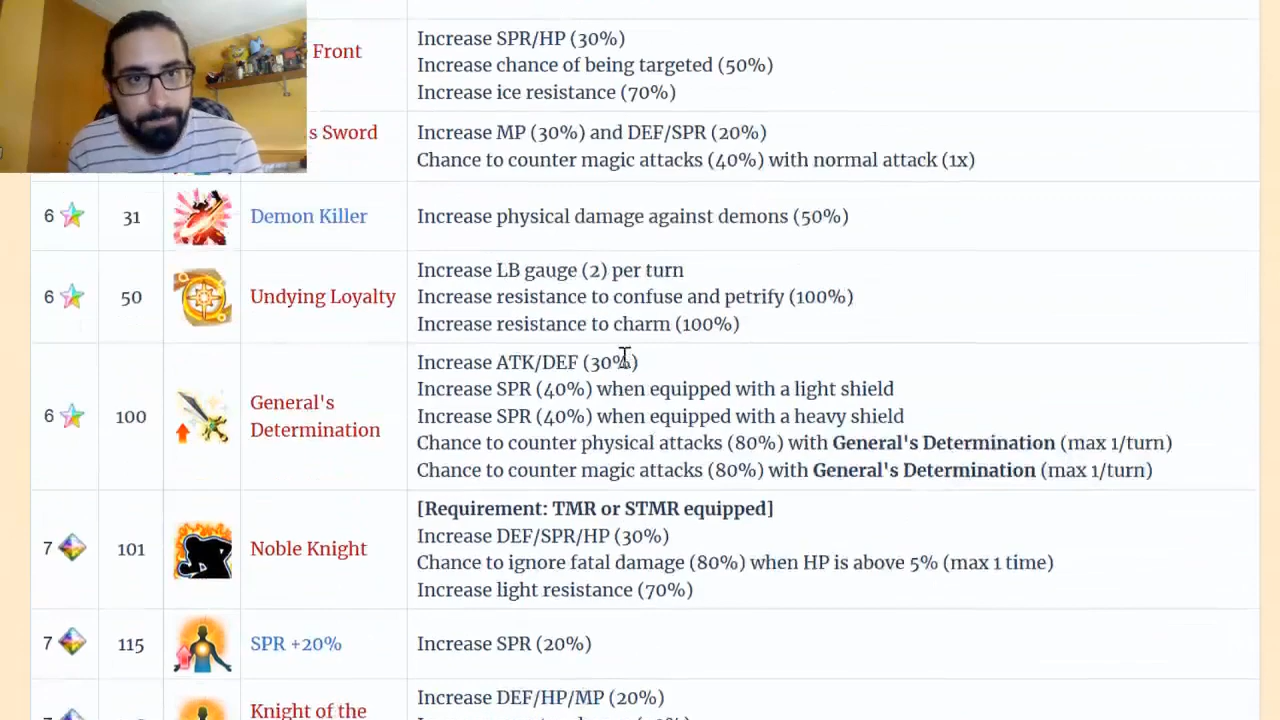 Front
Increase SPR/HP (30%)
Increase chance of being targeted (50%)
Increase ice resistance (70%)
s Sword
Increase MP (30%) and DEF/SPR (20%)
Chance to counter magic attacks (40%) with normal attack (1x)
6 31 Demon Killer Increase physical damage against demons (50%)
6 50 Undying Loyalty
Increase LB gauge (2) per turn
Increase resistance to confuse and petrify (100%)
Increase resistance to charm (100%)
6 100 General's
Determination
Increase ATK/DEF (30%)
Increase SPR (40%) when equipped with a light shield
Increase SPR (40%) when equipped with a heavy shield
Chance to counter physical attacks (80%) with General's Determination (max 1/turn)
Chance to counter magic attacks (80%) with General's Determination (max 1/turn)
7 101 Noble Knight
[Requirement: TMR or STMR equipped]
Increase DEF/SPR/HP (30%)
Chance to ignore fatal damage (80%) when HP is above 5% (max 1 time)
Increase light resistance (70%)
7 115 SPR +20% Increase SPR (20%)
Knight of the
Increase DEF/HP/MP (20%)